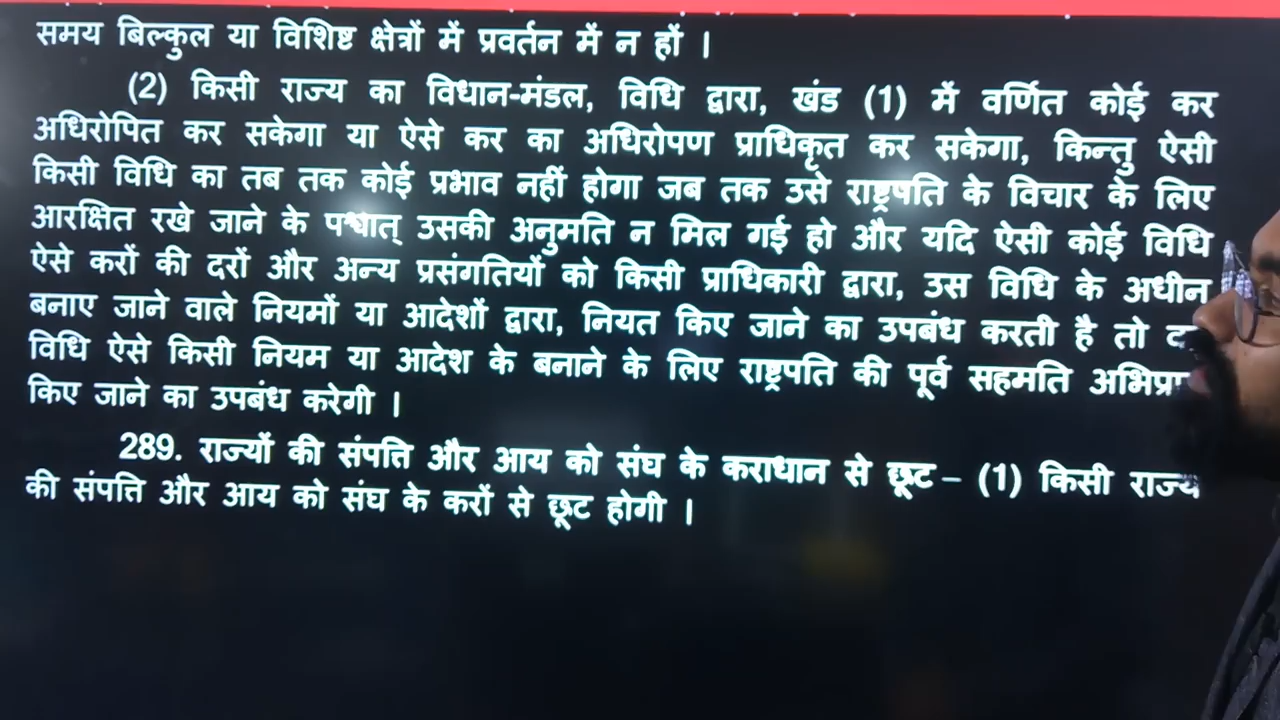 समय बिल्कुल या विशिष्ट क्षेत्रों में प्रवर्तन में न हों ।
(2) किसी राज्य का विधान-मंडल, विधि द्वारा, खंड (1) में वर्णित कोई कर
अधिरोपित कर सकेगा या ऐसे कर का अधिरोपण प्राधिकृत कर सकेगा, किन्तु ऐसी
किसी विधि का तब तक कोई प्रभाव नहीं होगा जब तक उसे राष्ट्रपति के विचार के लिए
आरक्षित रखे जाने के पश्चात् उसकी अनुमति न मिल गई हो और यदि ऐसी कोई विधि
ऐसे करों की दरों और अन्य प्रसंगतियों को किसी प्राधिकारी द्वारा, उस विधि के अधीन
बनाए जाने वाले नियमों या आदेशों द्वारा, नियत किए जाने का उपबंध करती है तो
विधि ऐसे किसी नियम या आदेश के बनाने के लिए राष्ट्रपति की पूर्व सहमति
किए जाने का उपबंध करेगी ।
289. राज्यों की संपत्ति और आय को संघ के कराधान से छूट – (1) किसी राज्य
की संपत्ति और आय को संघ के करों से छूट होगी ।